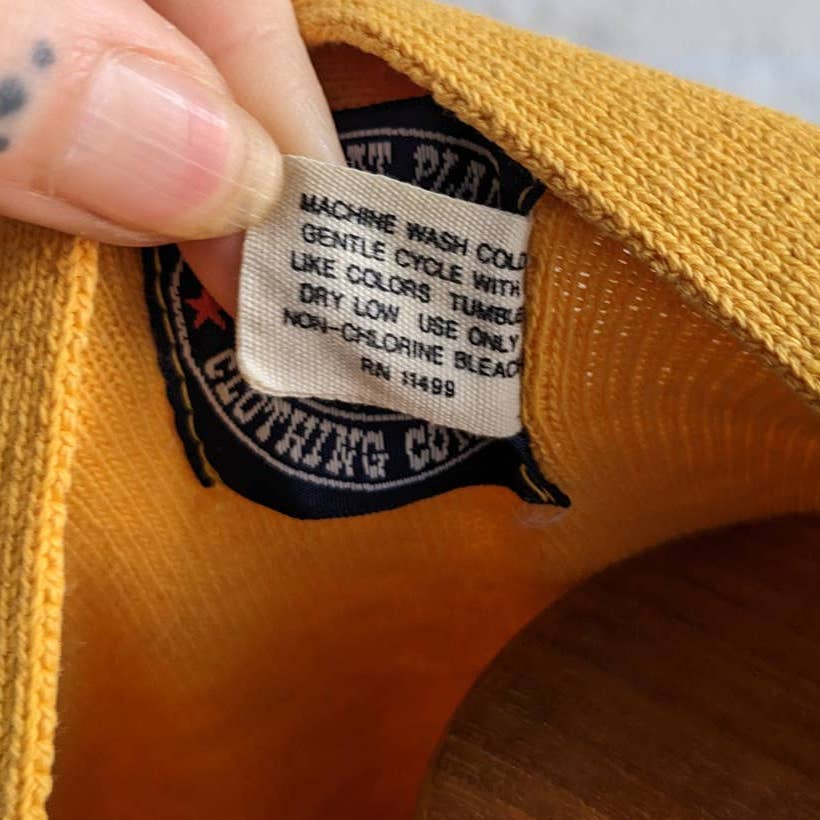 PLA
MACHINE WASH COLD
GENTLE CYCLE WITH
LIKE COLORS TUMBLE
DRY LOW USE ONLY
NON-CHLORINE BLEACH
RN 11499
CLOTHING CO